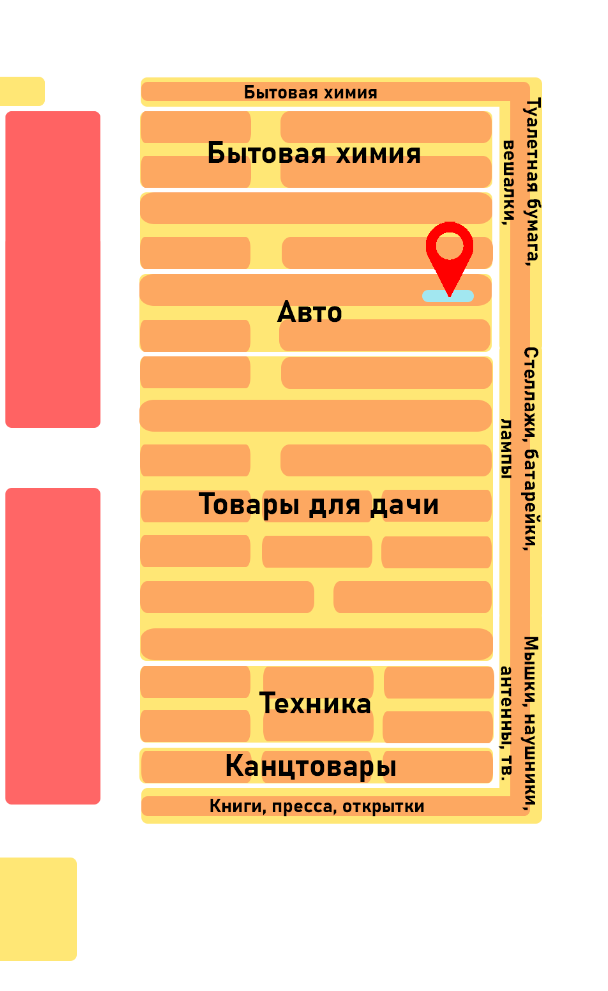 Бытовая химия
Туалетная бумага,
вешалки,
Бытовая химия
Авто
Стеллажи, батарейки,
лампы
Товары для дачи
Мышки, наушники,
антенны, тв.
Техника
Канцтовары
Книги, пресса, открытки